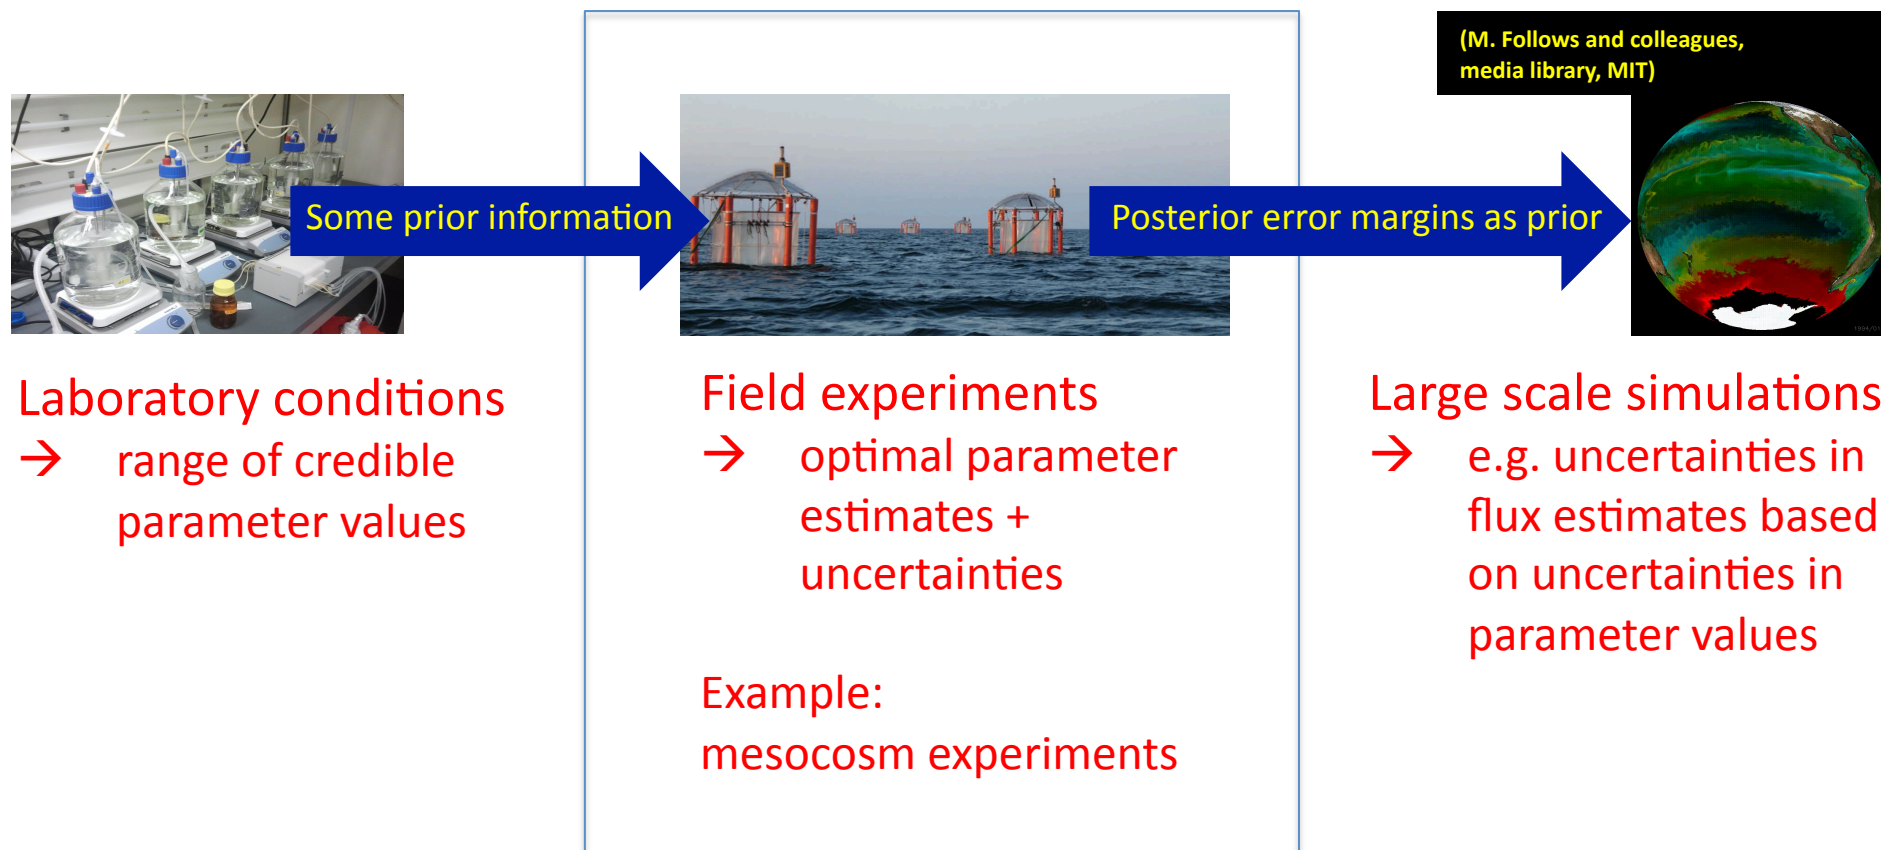 (M. Follows and colleagues,
media library, MIT)
Some prior information
Posterior error margins as prior
1994/01
Laboratory conditions
→ range of credible
parameter values
Field experiments
→ optimal parameter
estimates +
uncertainties
Example:
mesocosm experiments
Large scale simulations
→ e.g. uncertainties in
flux estimates based
on uncertainties in
parameter values